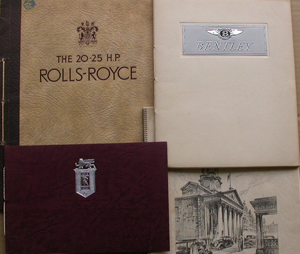 THE 20-25 H.P.
ROLLS-ROYCE
B
BENTLEY